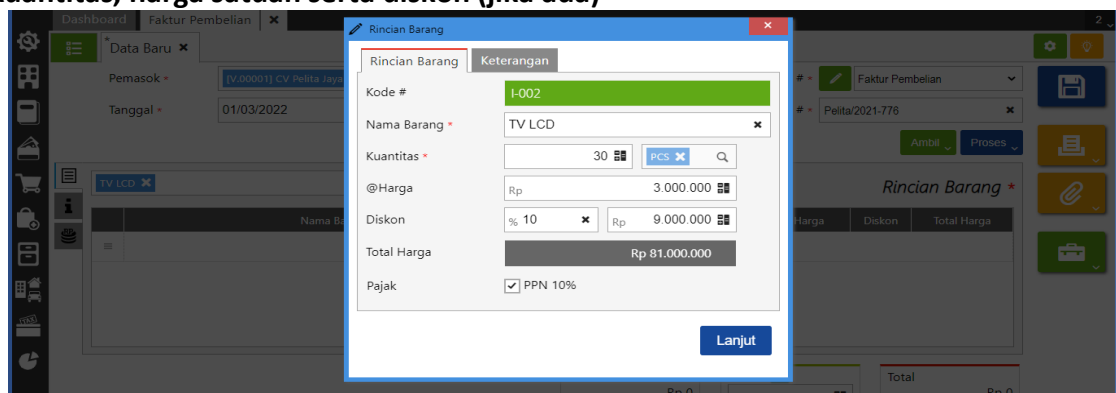 kuantitas, harga satuan serta diskon (jika ada)
Dashboard Faktur Pembelian
2
Data Baru
Pemasok * [V.00001] CV Pelita Jaya
# * Faktur Pembelian
Tanggal * 01/03/2022
# * Pelita/2021-776
Ambil Proses
TV LCD
Rincian Barang *
Harga Diskon Total Harga
Total
Rp 0 Rp 0
Rincian Barang
Rincian Barang Keterangan
Kode # I-002
Nama Barang * TV LCD
Kuantitas * 30 PCS
@Harga Rp 3.000.000
Diskon % 10 Rp 9.000.000
Total Harga Rp 81.000.000
Pajak PPN 10%
Lanjut